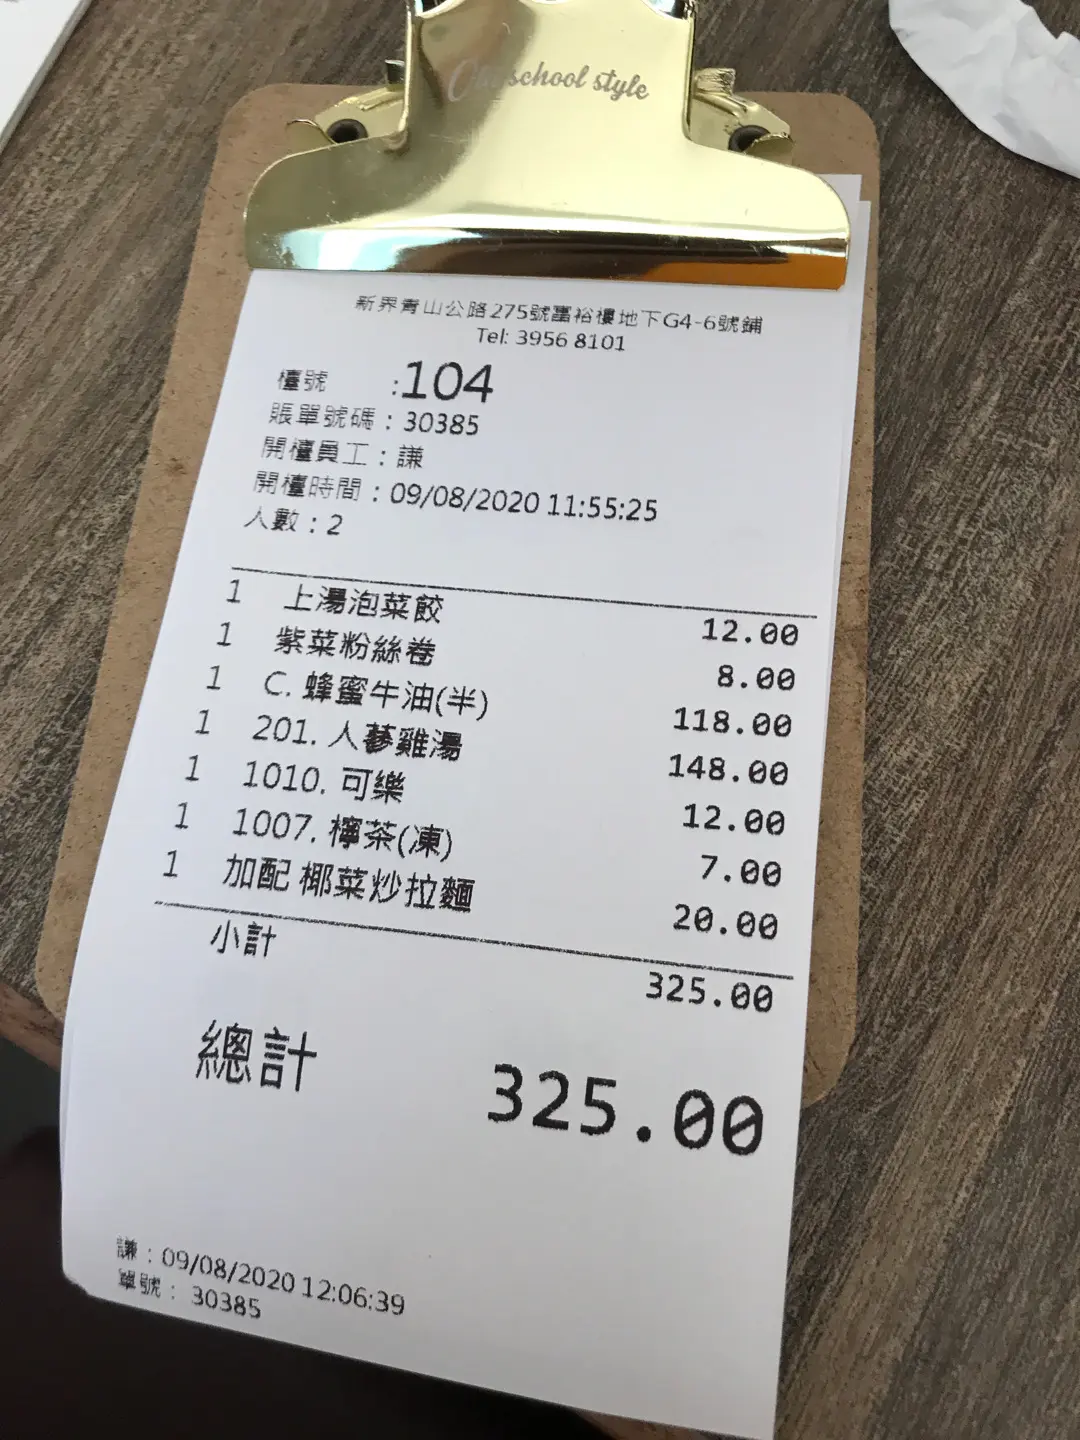 Old school style
新界青山公路275號富裕樓地下G4-6號鋪
Tel: 3956 8101
檯號 :104
賬單號碼：30385
開檯員工：謙
開檯時間：09/08/2020 11:55:25
人數：2
1 上湯泡菜餃 12.00
1 紫菜粉絲卷 8.00
1 C. 蜂蜜牛油(半) 118.00
1 201. 人蔘雞湯 148.00
1 1010. 可樂 12.00
1 1007. 檸茶(凍) 7.00
1 加配 椰菜炒拉麵 20.00
小計 325.00
總計 325.00
謙：09/08/2020 12:06:39
單號： 30385